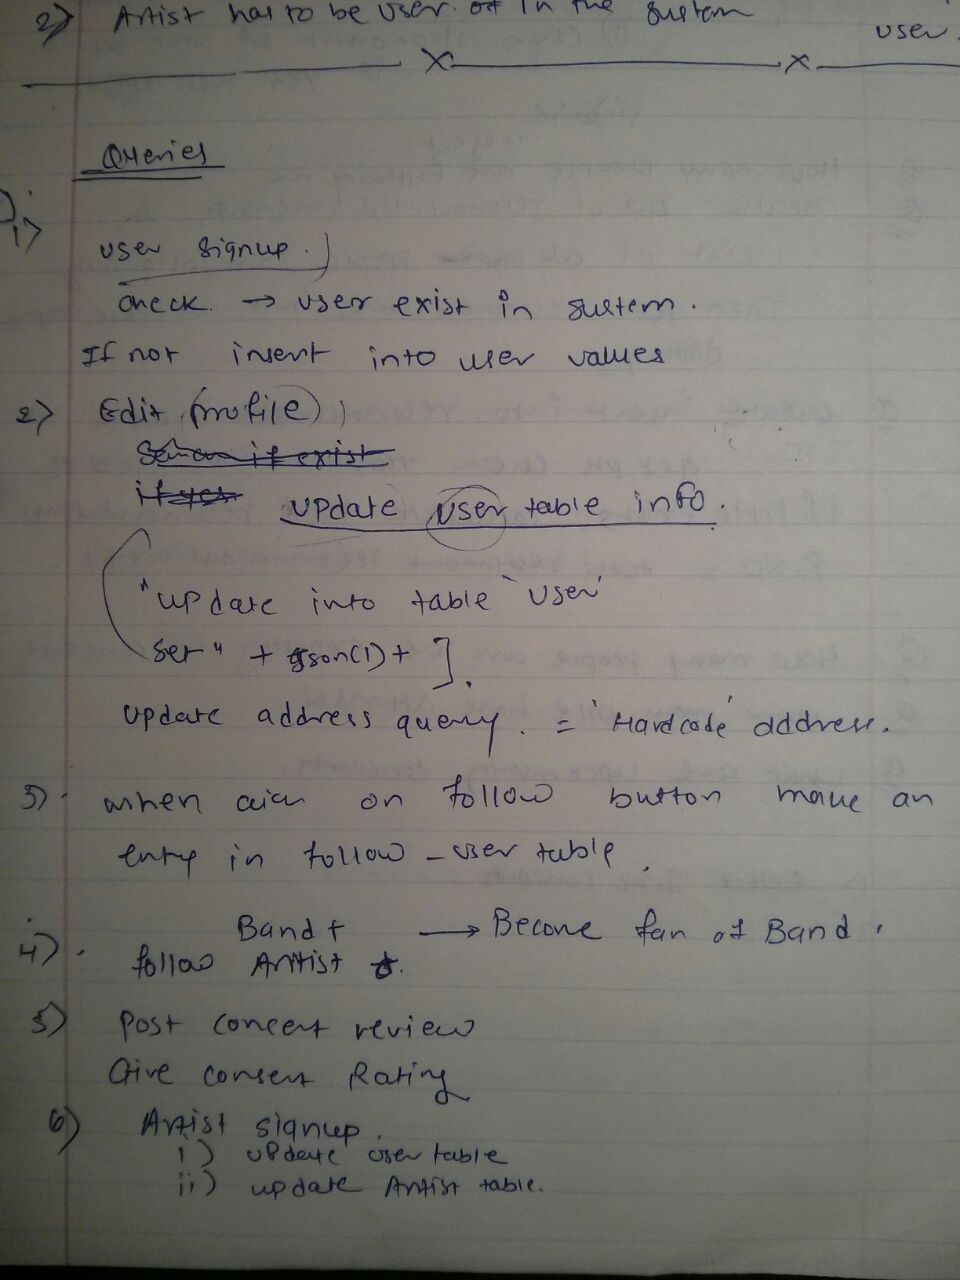 2) Artist has to be user. of in the system
user.
Queries
1)
user signup.
check → user exist in system.
If not insert into user values
2) Edit (profile)
if exist
if yes
update user table info.
"update into table `user'
set" + gson(1) + ].
update address query. = 'Hardcode' address.
3) when click on follow button make an
entry in follow-user table.
4) Band + → Become fan of Band.
follow Artist
5) Post concert review
Give concert Rating
6) Artist signup.
i) update user table
ii) update Artist table.